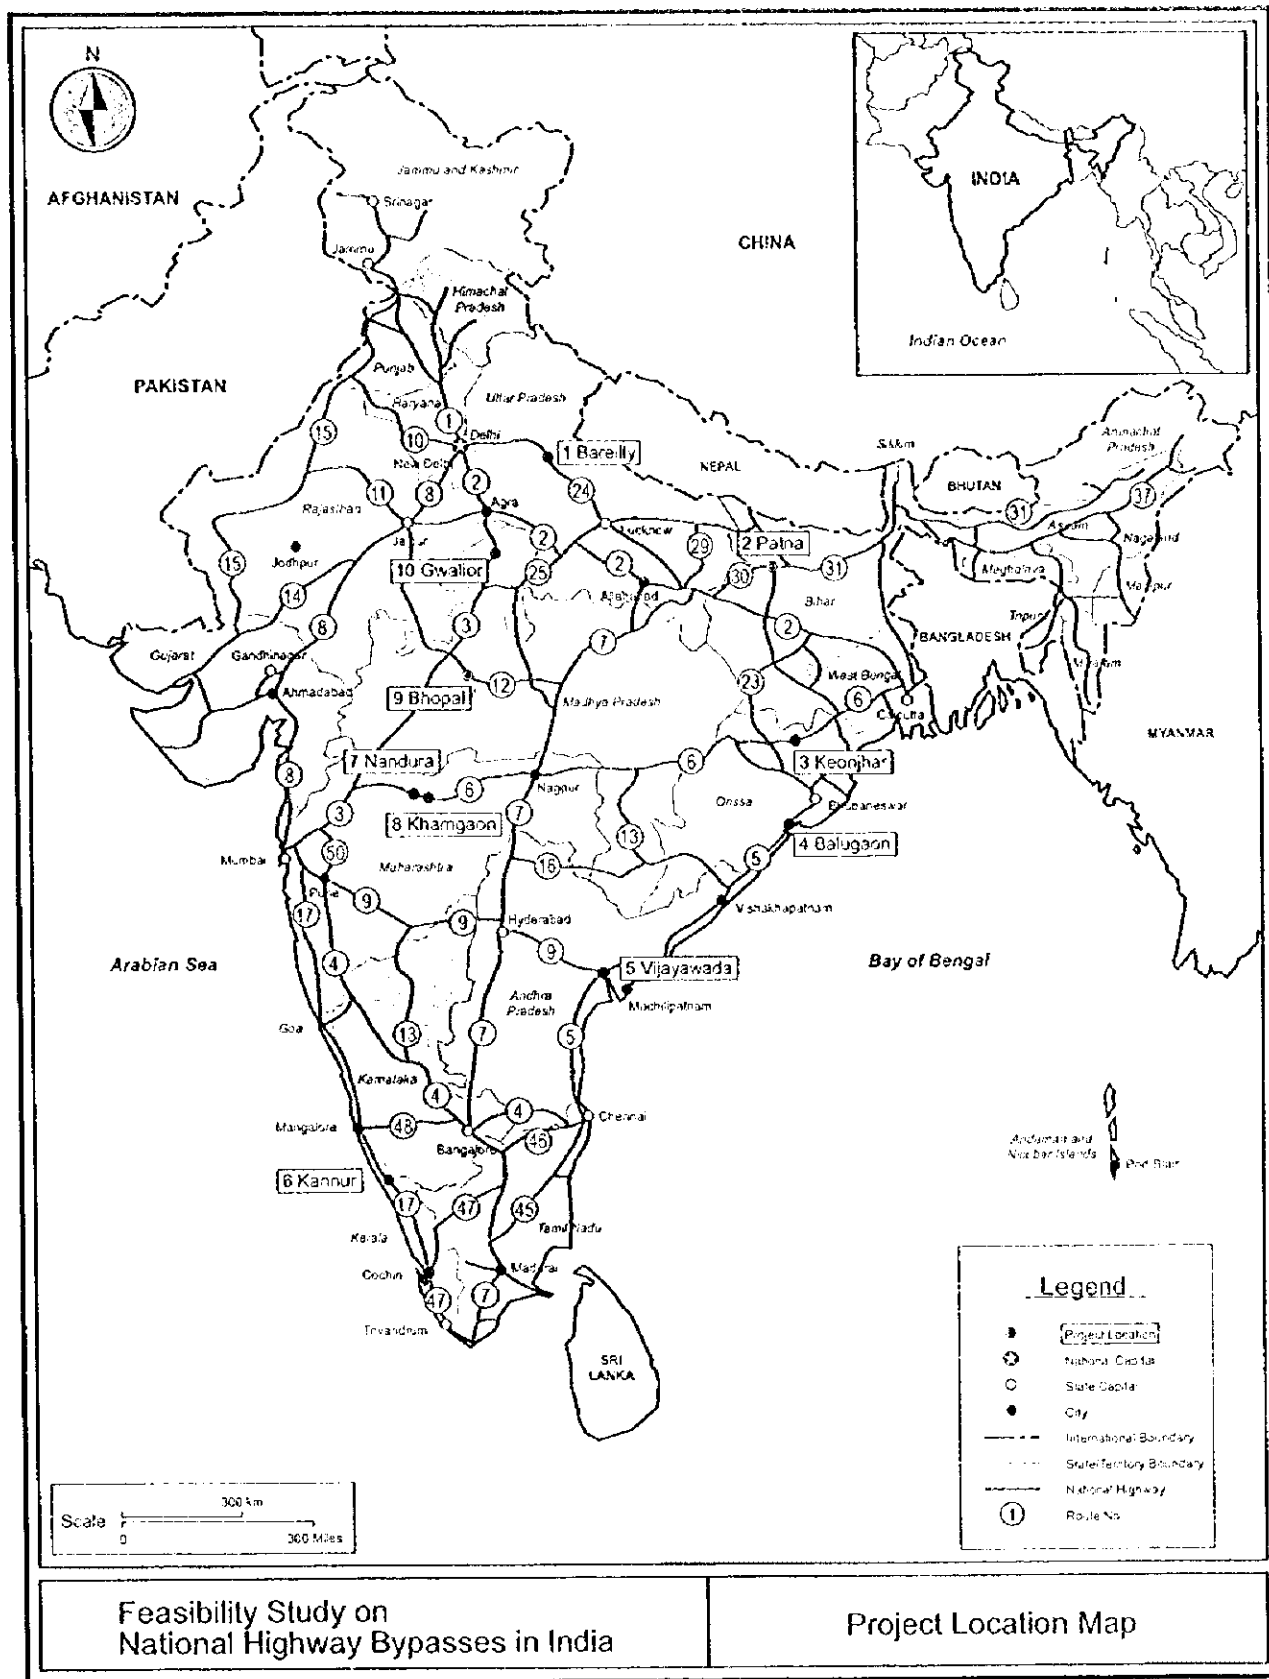 N
AFGHANISTAN
Jammu and Kashmir
Srinagar
Jammu
CHINA
INDIA
Indian Ocean
Himachal
Pradesh
PAKISTAN
Punjab
Haryana
Uttar Pradesh
15
10
1
Delhi
New Delhi
1 Bareilly
NEPAL
Sikkim
BHUTAN
Arunachal
Pradesh
11
8
2
24
31
37
Rajasthan
Agra
Jaipur
Lucknow
Assam
Nagaland
15
Jodhpur
10 Gwalior
2
25
2
29
2 Patna
30
31
Meghalaya
Manipur
14
8
3
Allahabad
Bihar
7
2
Tripura
BANGLADESH
Gujarat
Gandhinagar
Ahmadabad
9 Bhopal
12
Madhya Pradesh
23
West Bengal
6
Calcutta
Mizoram
MYANMAR
7 Nandura
8
6
3 Keonjhar
6
Nagpur
3
8 Khamgaon
7
Orissa
Bhubaneswar
13
4 Balugaon
Mumbai
50
Maharashtra
16
5
Pune
17
9
9
Hyderabad
Vishakhapatnam
Arabian Sea
4
9
5 Vijayawada
Bay of Bengal
Andhra
Pradesh
Machilipatnam
Goa
13
7
5
Karnataka
4
4
Chennai
Mangalore
48
Bangalore
46
Andaman and
Nicobar Islands
Port Blair
6 Kannur
17
47
45
Kerala
Tamil Nadu
Cochin
Madurai
47
7
Trivandrum
SRI
LANKA
Legend
Project Location
National Capital
State Capital
City
International Boundary
State/Territory Boundary
National Highway
1
Route No
Scale
300 km
0
300 Miles
Feasibility Study on
National Highway Bypasses in India
Project Location Map